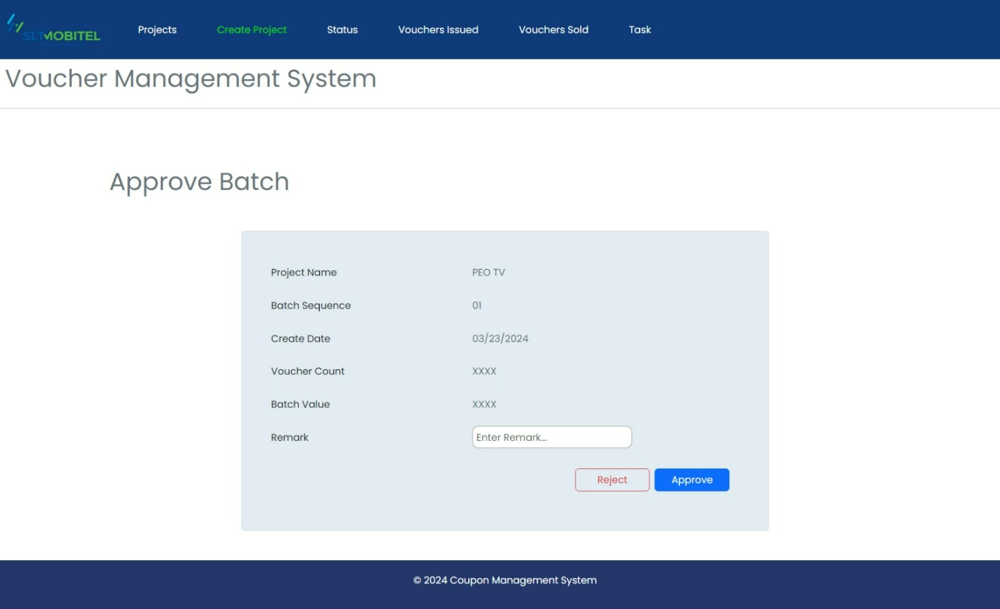 SLTMOBITEL
Projects
Create Project
Status
Vouchers Issued
Vouchers Sold
Task
Voucher Management System
Approve Batch
Project Name PEO TV
Batch Sequence 01
Create Date 03/23/2024
Voucher Count XXXX
Batch Value XXXX
Remark Enter Remark...
Reject Approve
© 2024 Coupon Management System